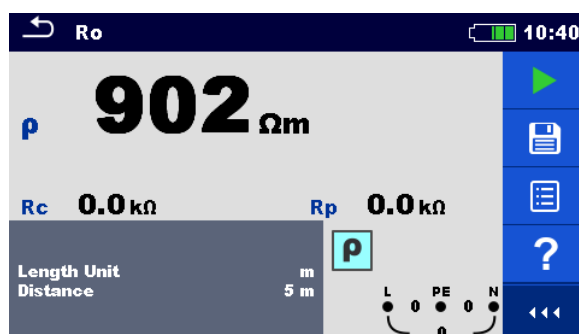 Ro 10:40
ρ 902 Ωm
Rc 0.0 kΩ Rp 0.0 kΩ
ρ
Length Unit m
Distance 5 m
L PE N
0 0
0
?